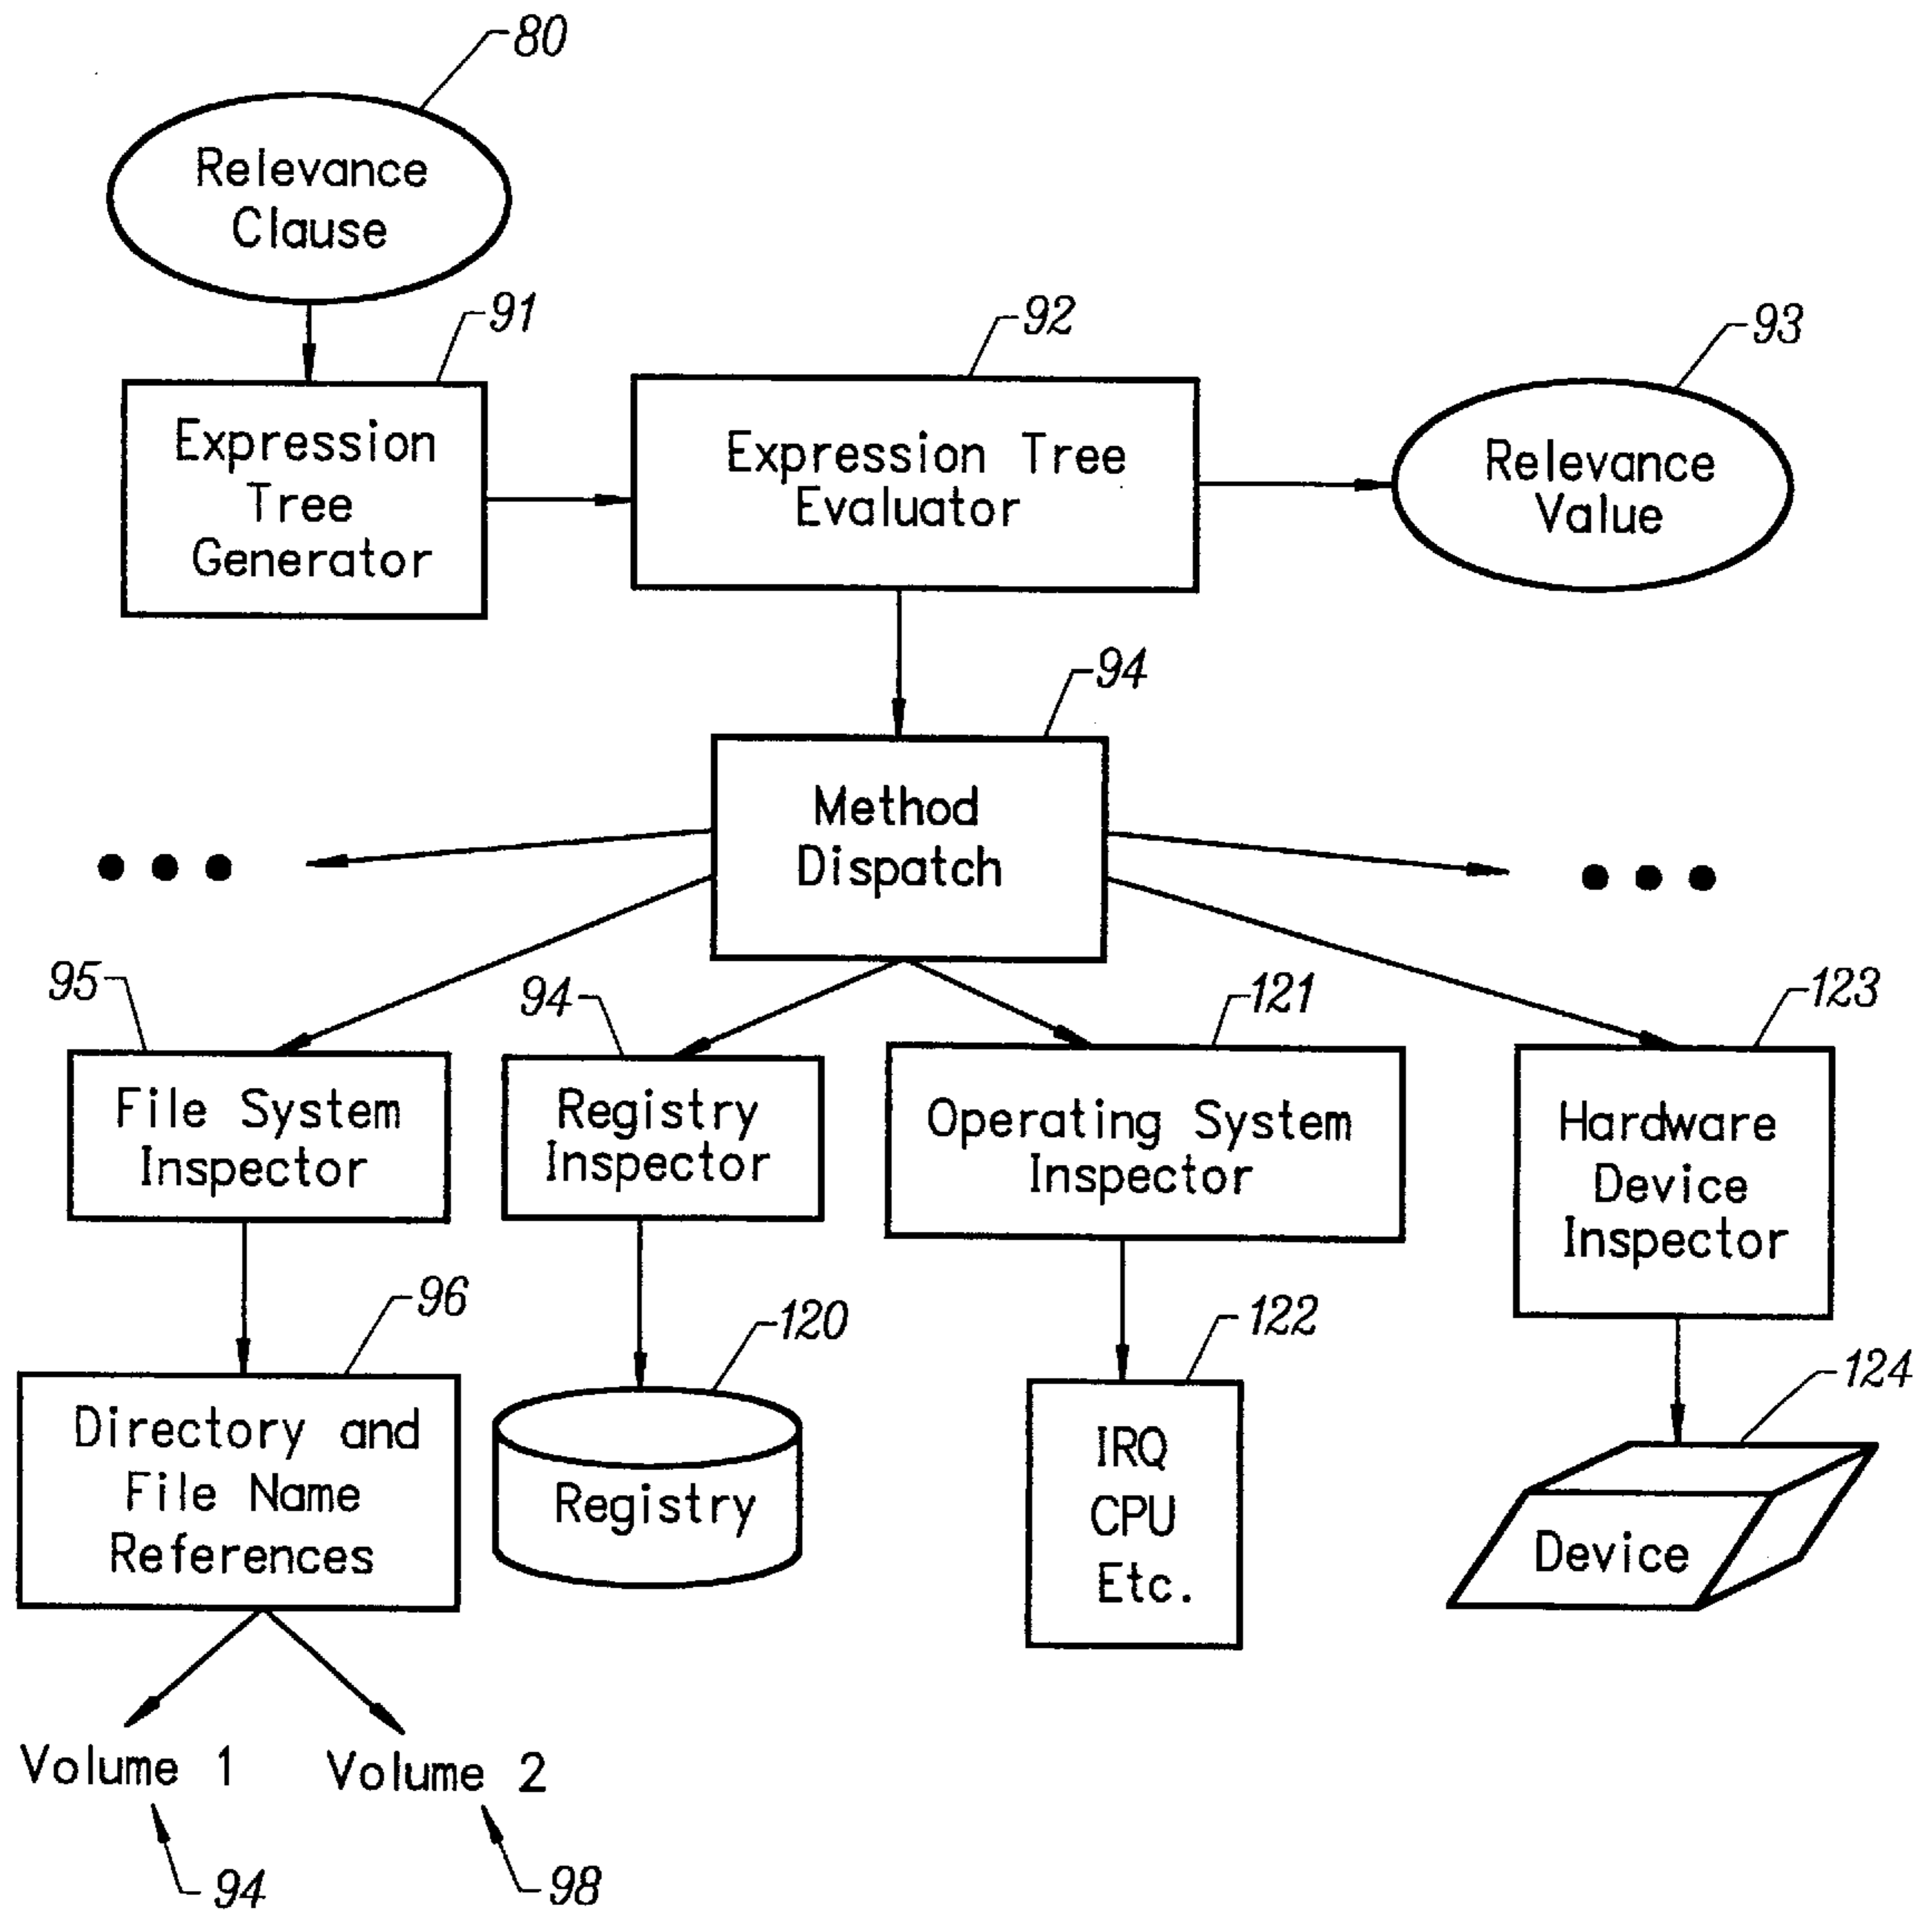 80
Relevance
Clause
91
92
93
Expression
Tree
Generator
Expression Tree
Evaluator
Relevance
Value
94
Method
Dispatch
95
94
121
123
File System
Inspector
Registry
Inspector
Operating System
Inspector
Hardware
Device
Inspector
96
120
122
124
Directory and
File Name
References
Registry
IRQ
CPU
Etc.
Device
Volume 1
Volume 2
94
98